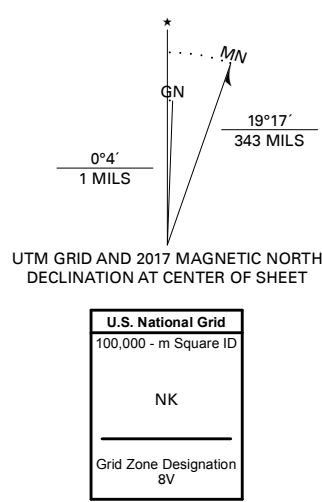 ★
MN
GN
19°17´
343 MILS
0°4´
1 MILS
UTM GRID AND 2017 MAGNETIC NORTH
DECLINATION AT CENTER OF SHEET
U.S. National Grid
100,000 - m Square ID
NK
Grid Zone Designation
8V